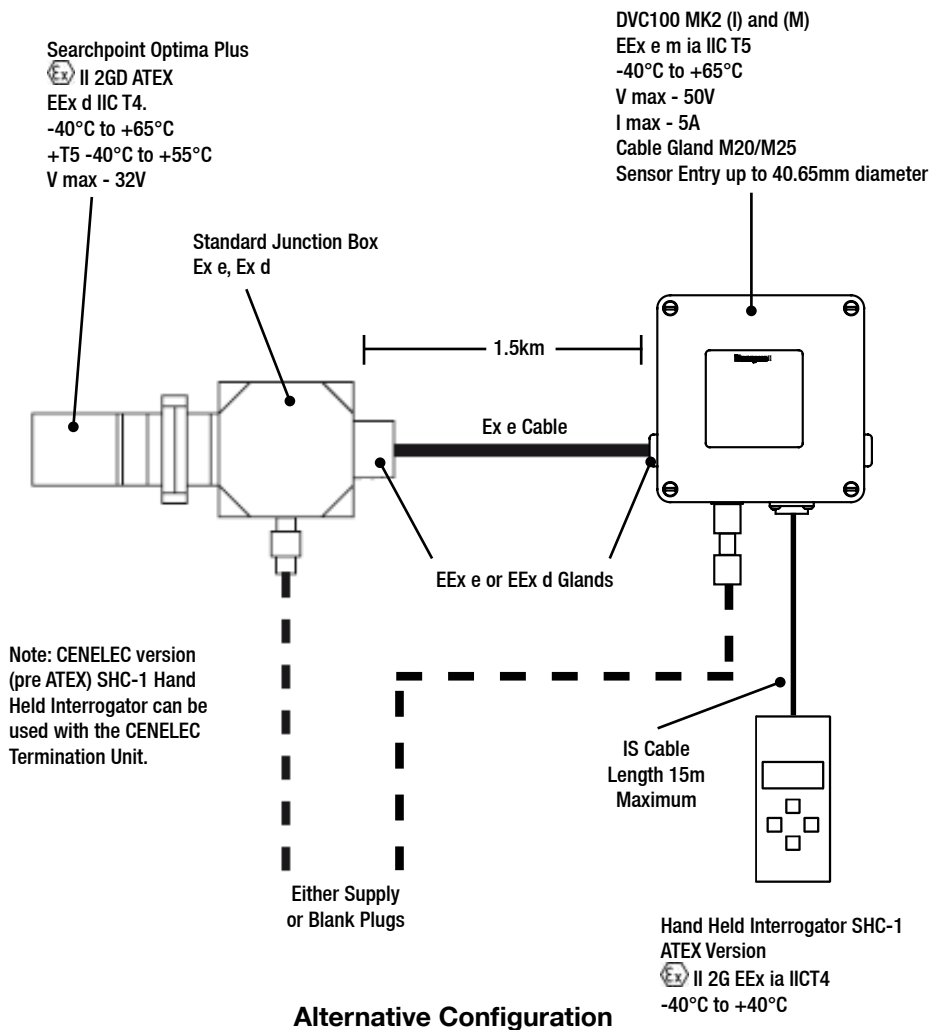 Searchpoint Optima Plus
Ex II 2GD ATEX
EEx d IIC T4.
-40°C to +65°C
+T5 -40°C to +55°C
V max - 32V
DVC100 MK2 (I) and (M)
EEx e m ia IIC T5
-40°C to +65°C
V max - 50V
I max - 5A
Cable Gland M20/M25
Sensor Entry up to 40.65mm diameter
Standard Junction Box
Ex e, Ex d
1.5km
Ex e Cable
EEx e or EEx d Glands
Note: CENELEC version
(pre ATEX) SHC-1 Hand
Held Interrogator can be
used with the CENELEC
Termination Unit.
IS Cable
Length 15m
Maximum
Either Supply
or Blank Plugs
Hand Held Interrogator SHC-1
ATEX Version
Ex II 2G EEx ia IICT4
-40°C to +40°C
Alternative Configuration